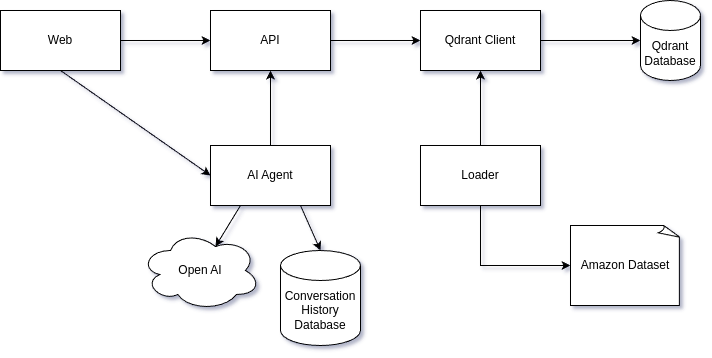 Web
API
Qdrant Client
Qdrant
Database
AI Agent
Loader
Open AI
Amazon Dataset
Conversation
History
Database